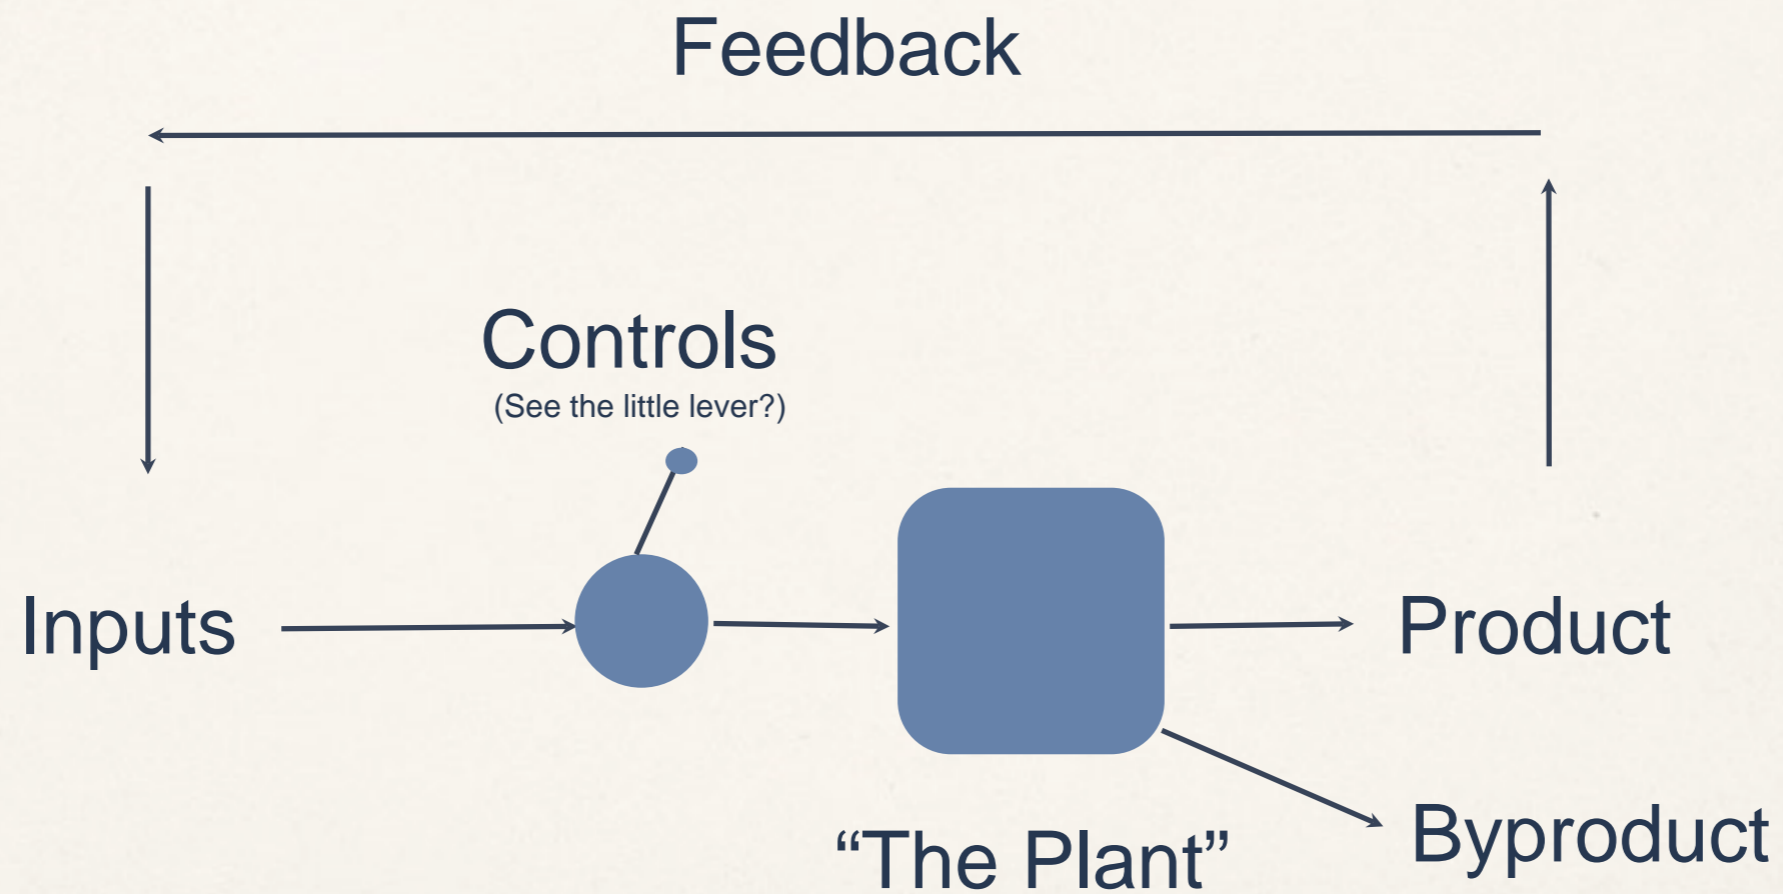 Feedback
Controls
(See the little lever?)
Inputs
Product
“The Plant”
Byproduct